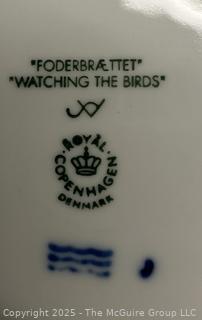 "FODERBRÆTTET"
"WATCHING THE BIRDS"
ROYAL
COPENHAGEN
DENMARK
Copyright 2025 - The McGuire Group LLC